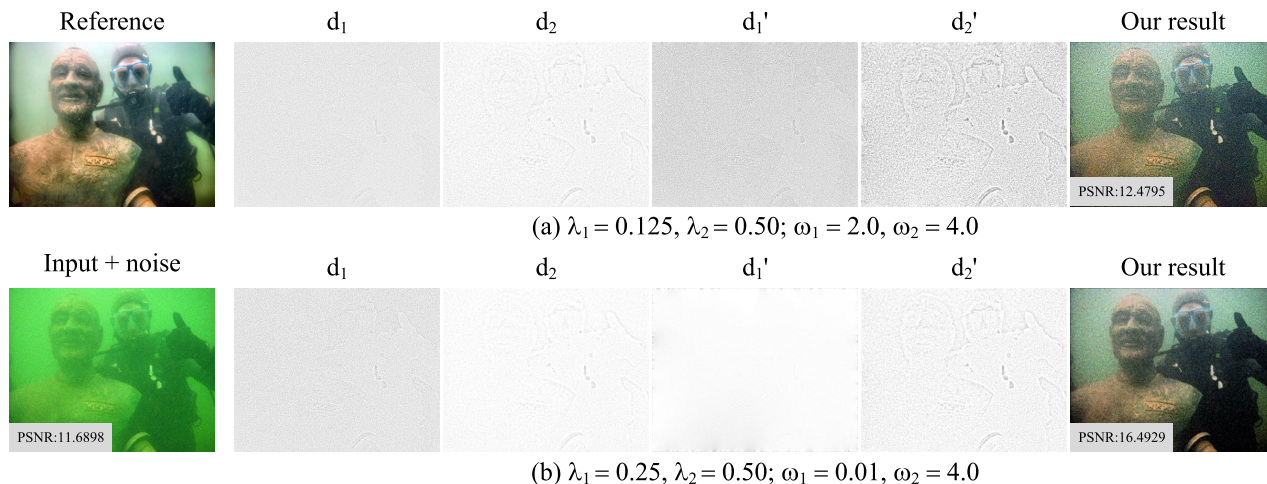 Reference d₁ d₂ d₁' d₂' Our result
PSNR:12.4795
(a) λ₁ = 0.125, λ₂ = 0.50; ω₁ = 2.0, ω₂ = 4.0
Input + noise d₁ d₂ d₁' d₂' Our result
PSNR:11.6898 PSNR:16.4929
(b) λ₁ = 0.25, λ₂ = 0.50; ω₁ = 0.01, ω₂ = 4.0